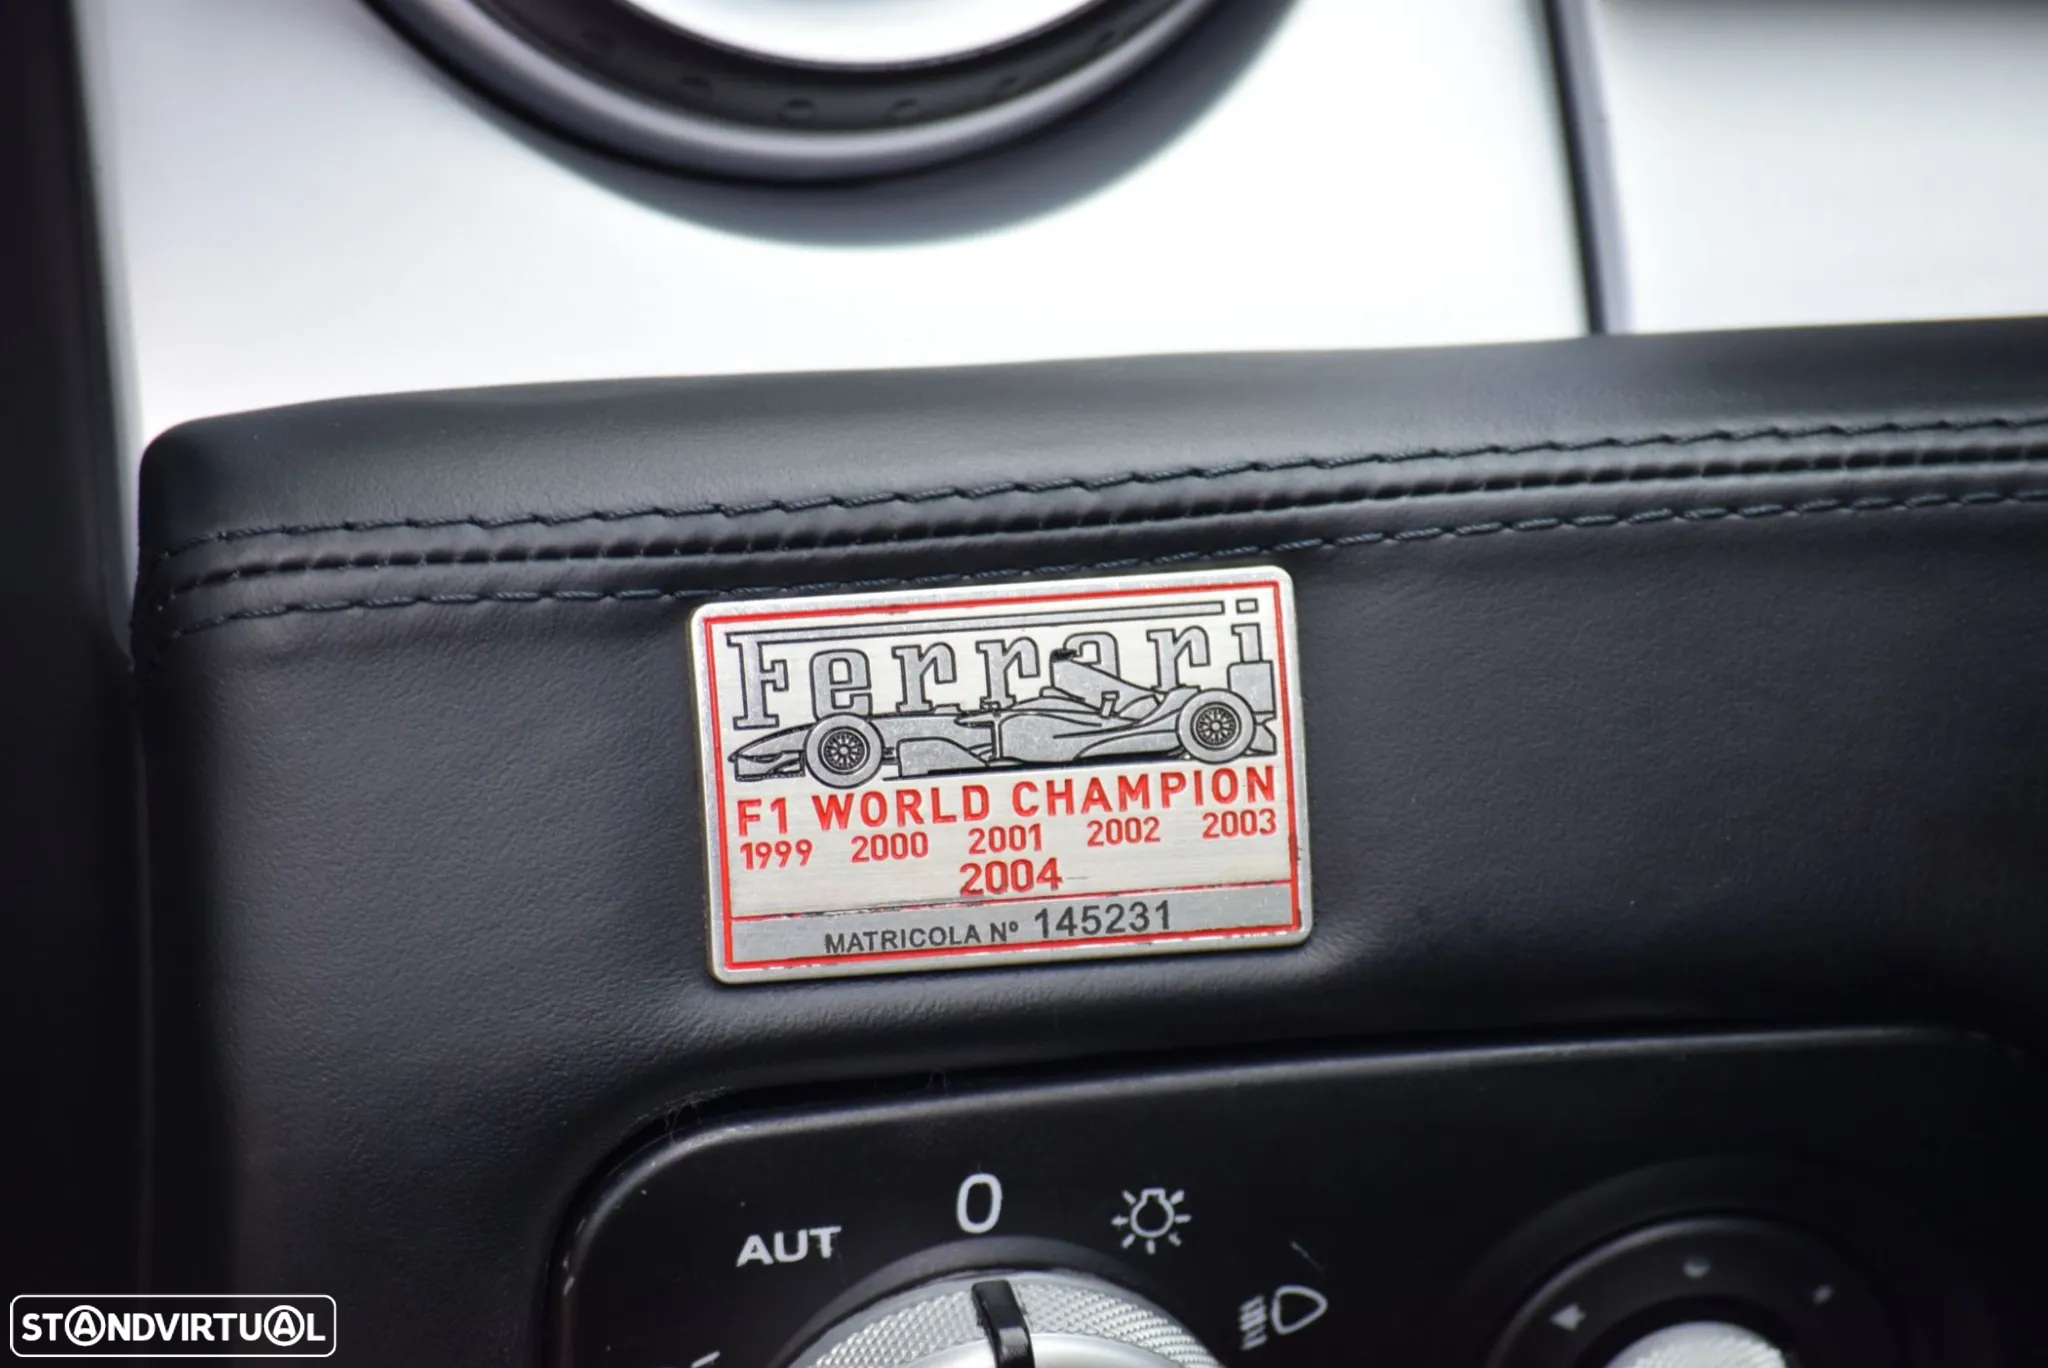 Ferrari
F1 WORLD CHAMPION
1999 2000 2001 2002 2003
2004
MATRICOLA Nº 145231
0
AUT
STANDVIRTUAL